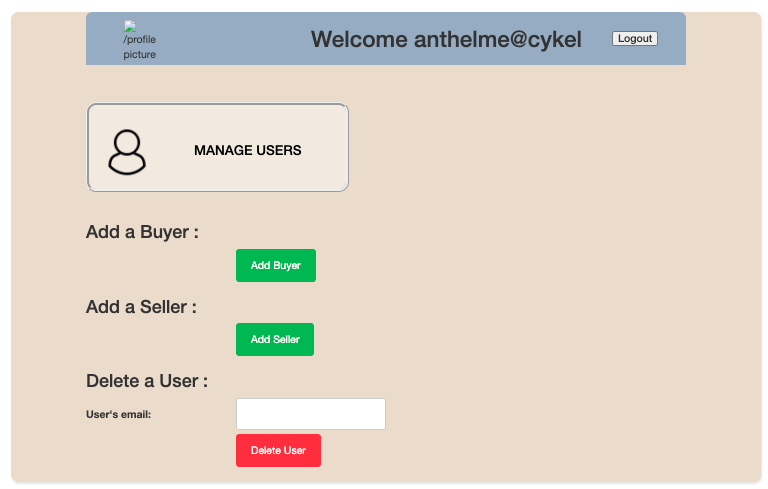 /profile
picture
Welcome anthelme@cykel
Logout
MANAGE USERS
Add a Buyer :
Add Buyer
Add a Seller :
Add Seller
Delete a User :
User's email:
Delete User